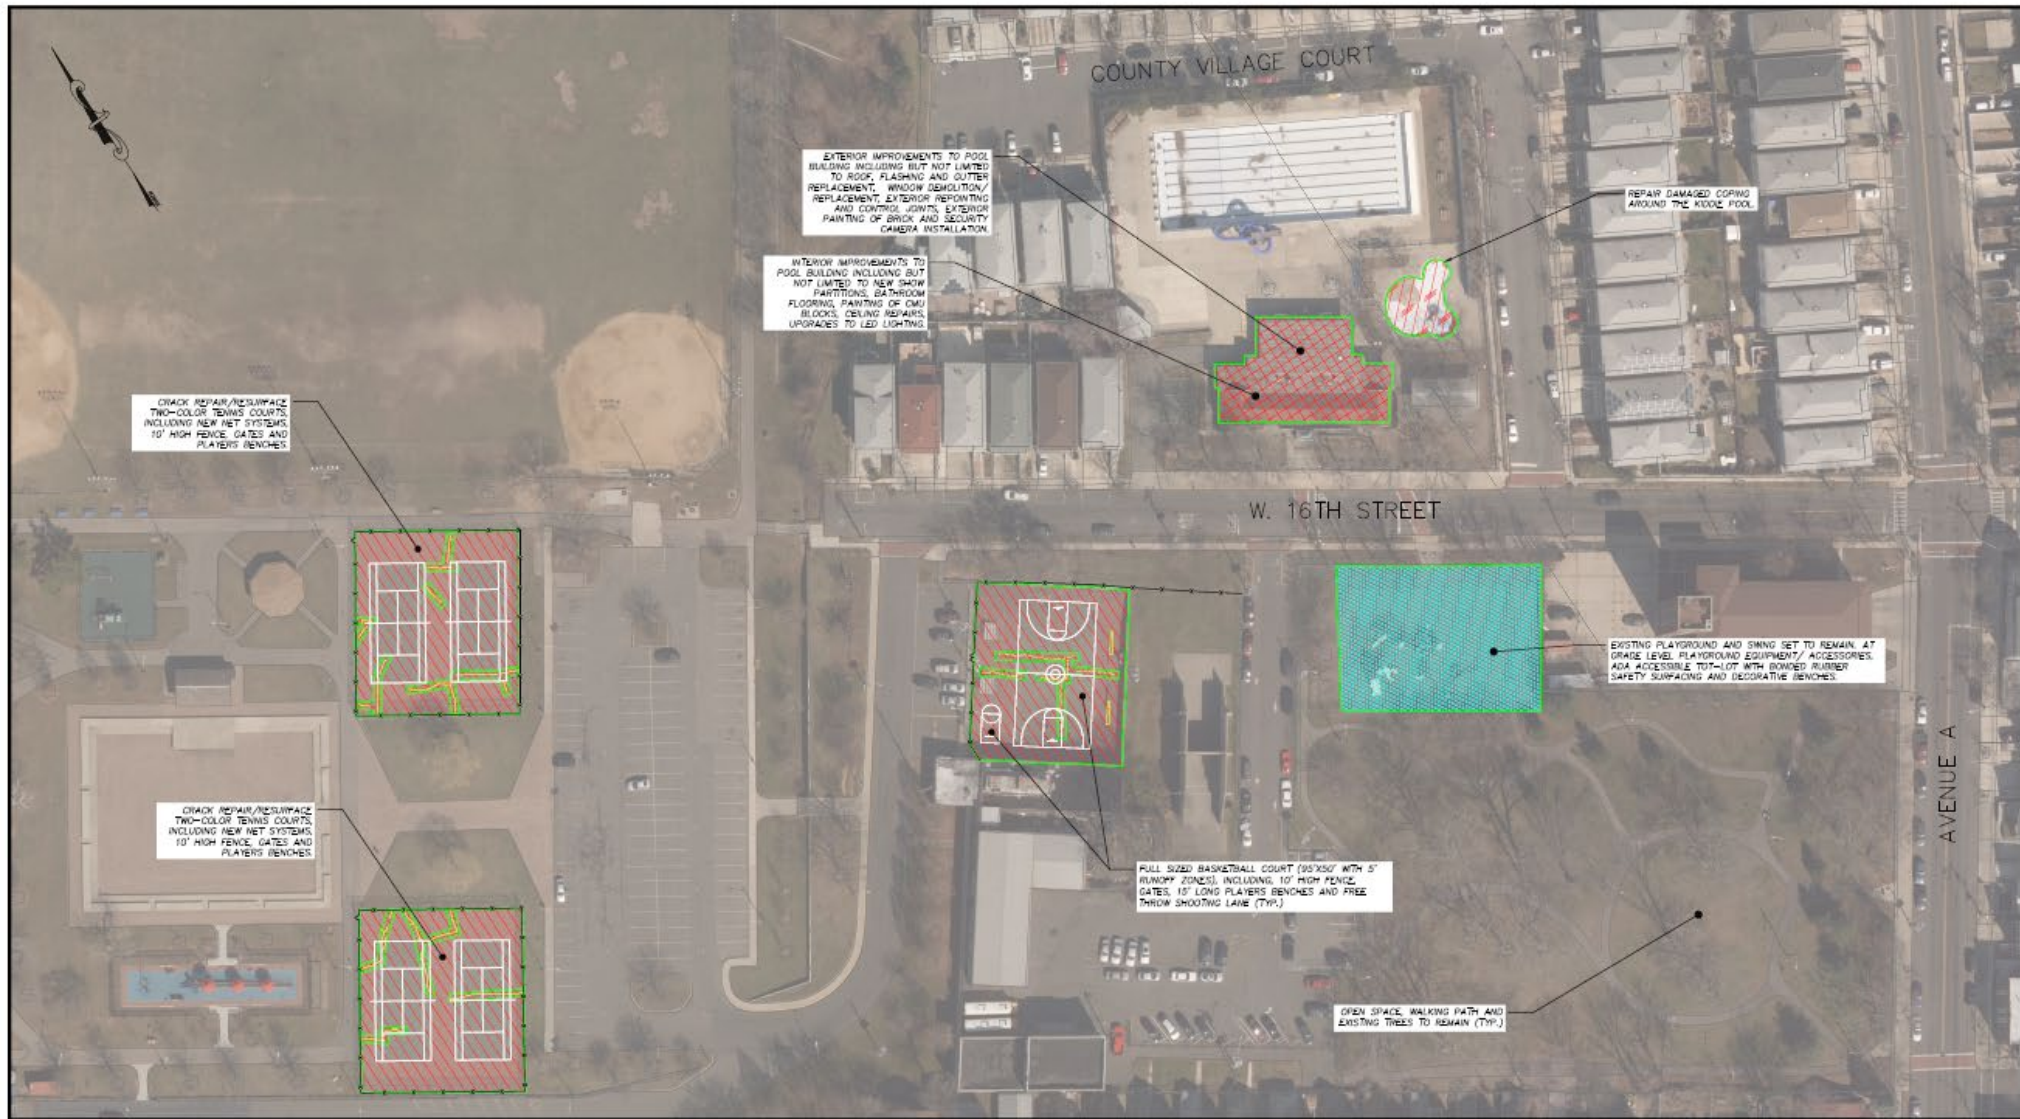 COUNTY VILLAGE COURT
EXTERIOR IMPROVEMENTS TO POOL
BUILDING INCLUDING BUT NOT LIMITED
TO ROOF, FLASHING AND GUTTER
REPLACEMENT, WINDOW DEMOLITION/
REPLACEMENT, EXTERIOR REPOINTING
AND CONTROL JOINTS, EXTERIOR
PAINTING OF BRICK AND SECURITY
CAMERA INSTALLATION.
REPAIR DAMAGED COPING
AROUND THE KIDDIE POOL.
INTERIOR IMPROVEMENTS TO
POOL BUILDING INCLUDING BUT
NOT LIMITED TO NEW SHOW
PARTITIONS, BATHROOM
FLOORING, PAINTING OF CMU
BLOCKS, CEILING REPAIRS,
UPGRADES TO LED LIGHTING.
CRACK REPAIR/RESURFACE
TWO-COLOR TENNIS COURTS,
INCLUDING NEW NET SYSTEMS,
10' HIGH FENCE, GATES AND
PLAYERS BENCHES.
W. 16TH STREET
EXISTING PLAYGROUND AND SWING SET TO REMAIN. AT
GRADE LEVEL PLAYGROUND EQUIPMENT/ ACCESSORIES.
ADA ACCESSIBLE TOT-LOT WITH BONDED RUBBER
SAFETY SURFACING AND DECORATIVE BENCHES.
AVENUE A
CRACK REPAIR/RESURFACE
TWO-COLOR TENNIS COURTS,
INCLUDING NEW NET SYSTEMS,
10' HIGH FENCE, GATES AND
PLAYERS BENCHES.
FULL SIZED BASKETBALL COURT (95'X50' WITH 5'
RUNOFF ZONES), INCLUDING, 10' HIGH FENCE,
GATES, 15' LONG PLAYERS BENCHES AND FREE
THROW SHOOTING LANE (TYP.)
OPEN SPACE, WALKING PATH AND
EXISTING TREES TO REMAIN (TYP.)